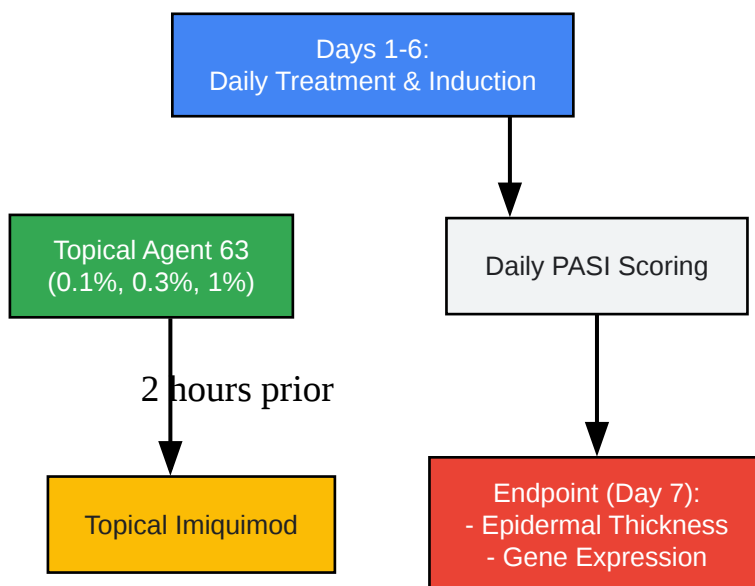 Days 1-6:
Daily Treatment & Induction
Topical Agent 63
(0.1%, 0.3%, 1%)
Daily PASI Scoring
2 hours prior
Topical Imiquimod
Endpoint (Day 7):
- Epidermal Thickness
- Gene Expression